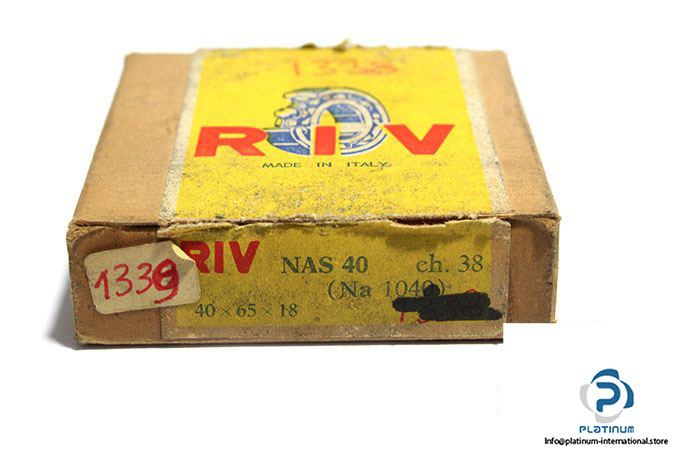 1338
RIV
MADE IN ITALY
1339
RIV NAS 40 ch. 38
(Na 1040)
40 × 65 × 18
PLATINUM
Info@platinum-international.store